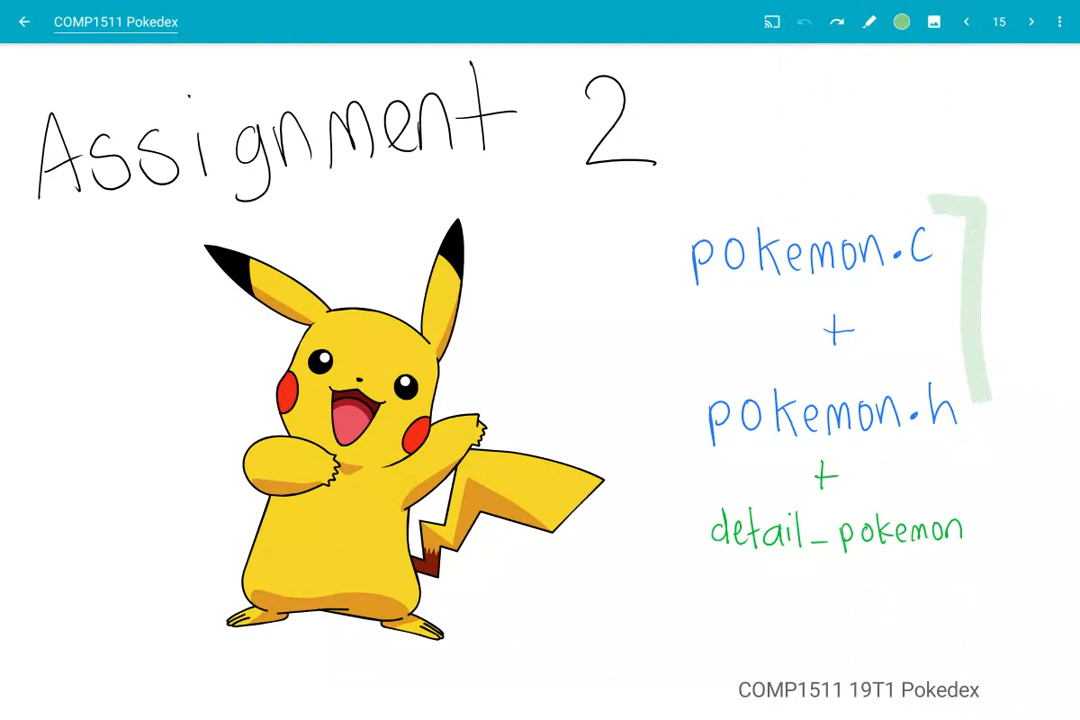 COMP1511 Pokedex
15
Assignment 2
pokemon.c
+
pokemon.h
+
detail_pokemon
COMP1511 19T1 Pokedex